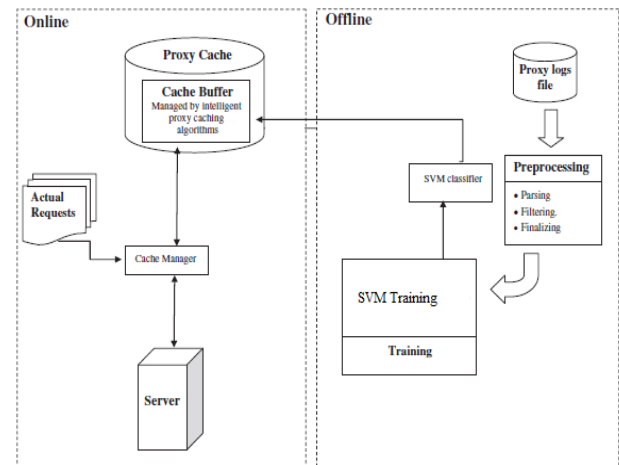 Online
Proxy Cache
Cache Buffer
Managed by intelligent
proxy caching
algorithms
Actual
Requests
Cache Manager
Server
Offline
Proxy logs
file
Preprocessing
• Parsing
• Filtering,
• Finalizing
SVM classifier
SVM Training
Training